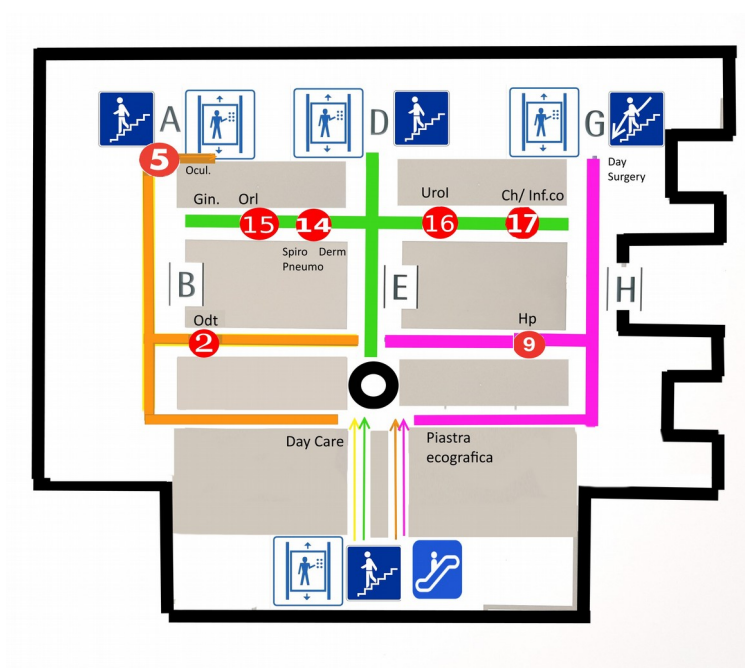 A
D
G
5
Ocul.
Day
Surgery
Gin.
Orl
Urol
Ch/ Inf.co
15
14
16
17
Spiro Derm
Pneumo
B
E
H
Odt
2
Hp
9
Day Care
Piastra
ecografica